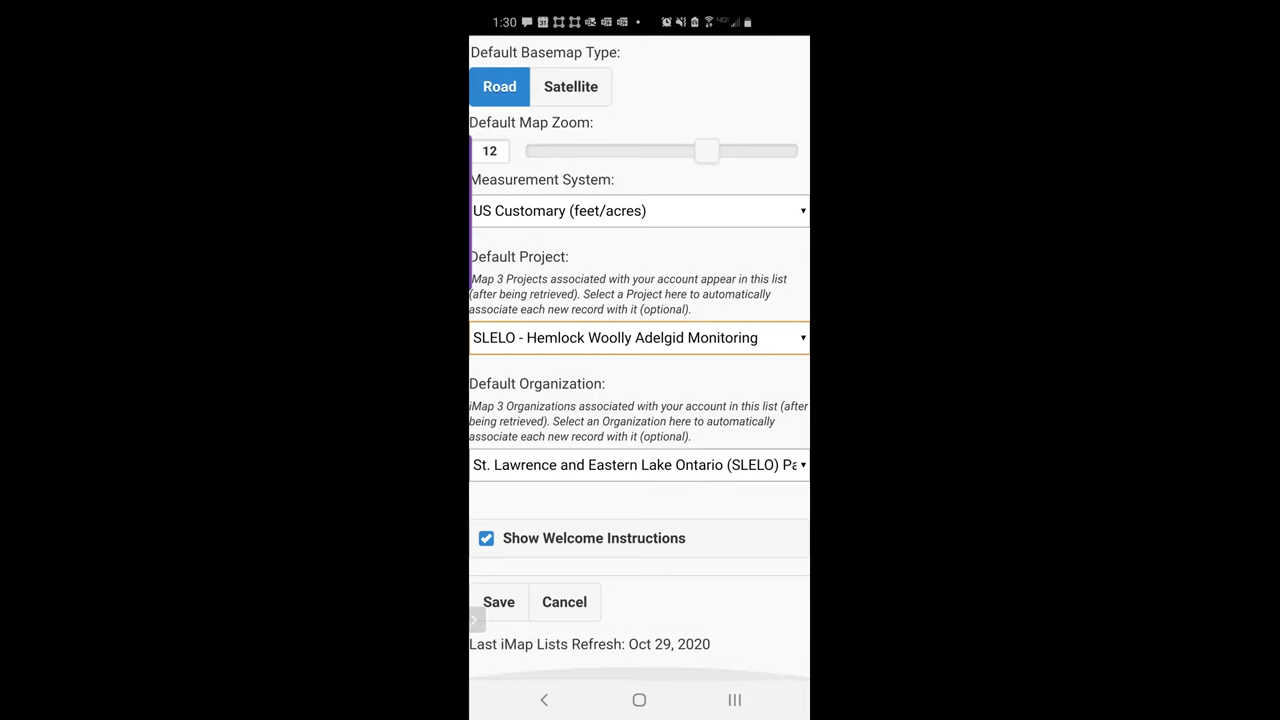 1:30
Default Basemap Type:
Road Satellite
Default Map Zoom:
12
Measurement System:
US Customary (feet/acres)
Default Project:
iMap 3 Projects associated with your account appear in this list
(after being retrieved). Select a Project here to automatically
associate each new record with it (optional).
SLELO - Hemlock Woolly Adelgid Monitoring
Default Organization:
iMap 3 Organizations associated with your account in this list (after
being retrieved). Select an Organization here to automatically
associate each new record with it (optional).
St. Lawrence and Eastern Lake Ontario (SLELO) Pa
Show Welcome Instructions
Save Cancel
Last iMap Lists Refresh: Oct 29, 2020